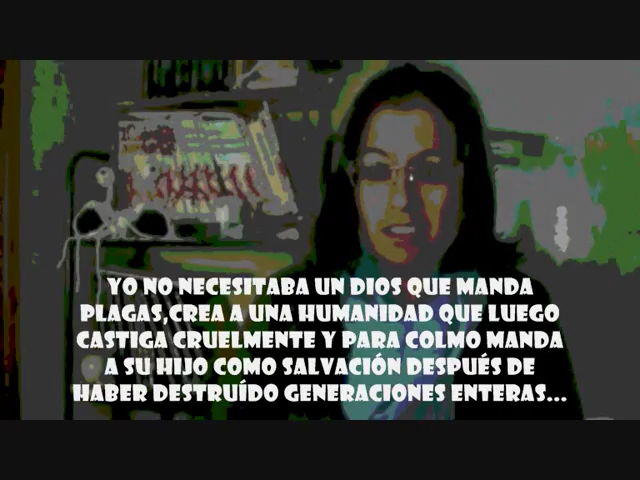 YO NO NECESITABA UN DIOS QUE MANDA
PLAGAS,CREA A UNA HUMANIDAD QUE LUEGO
CASTIGA CRUELMENTE Y PARA COLMO MANDA
A SU HIJO COMO SALVACIÓN DESPUÉS DE
HABER DESTRUÍDO GENERACIONES ENTERAS...